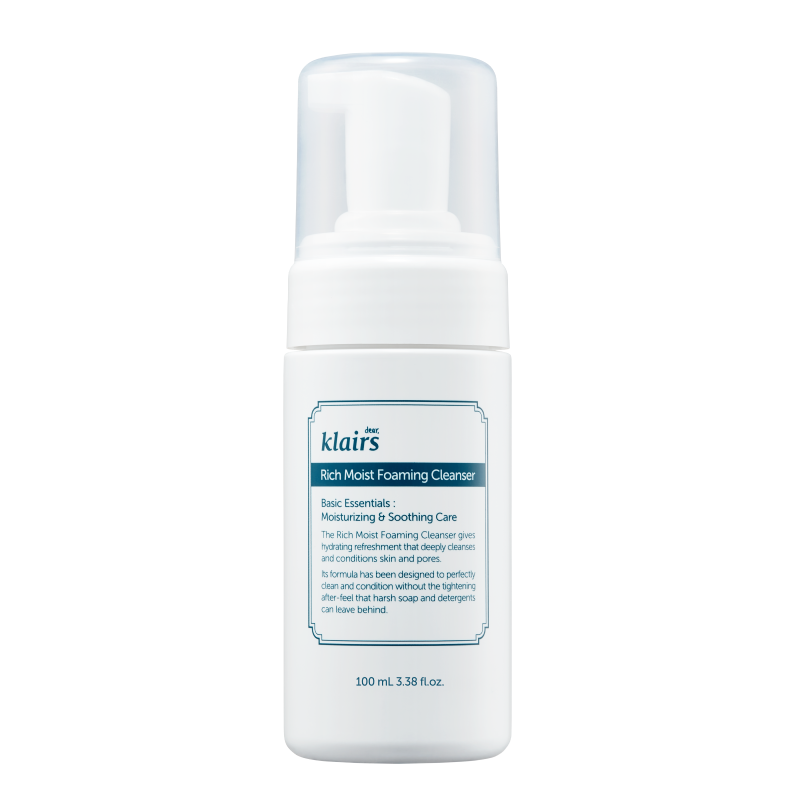 dear,
klairs
Rich Moist Foaming Cleanser
Basic Essentials :
Moisturizing & Soothing Care
The Rich Moist Foaming Cleanser gives
hydrating refreshment that deeply cleanses
and conditions skin and pores.
Its formula has been designed to perfectly
clean and condition without the tightening
after-feel that harsh soap and detergents
can leave behind.
100 mL 3.38 fl.oz.